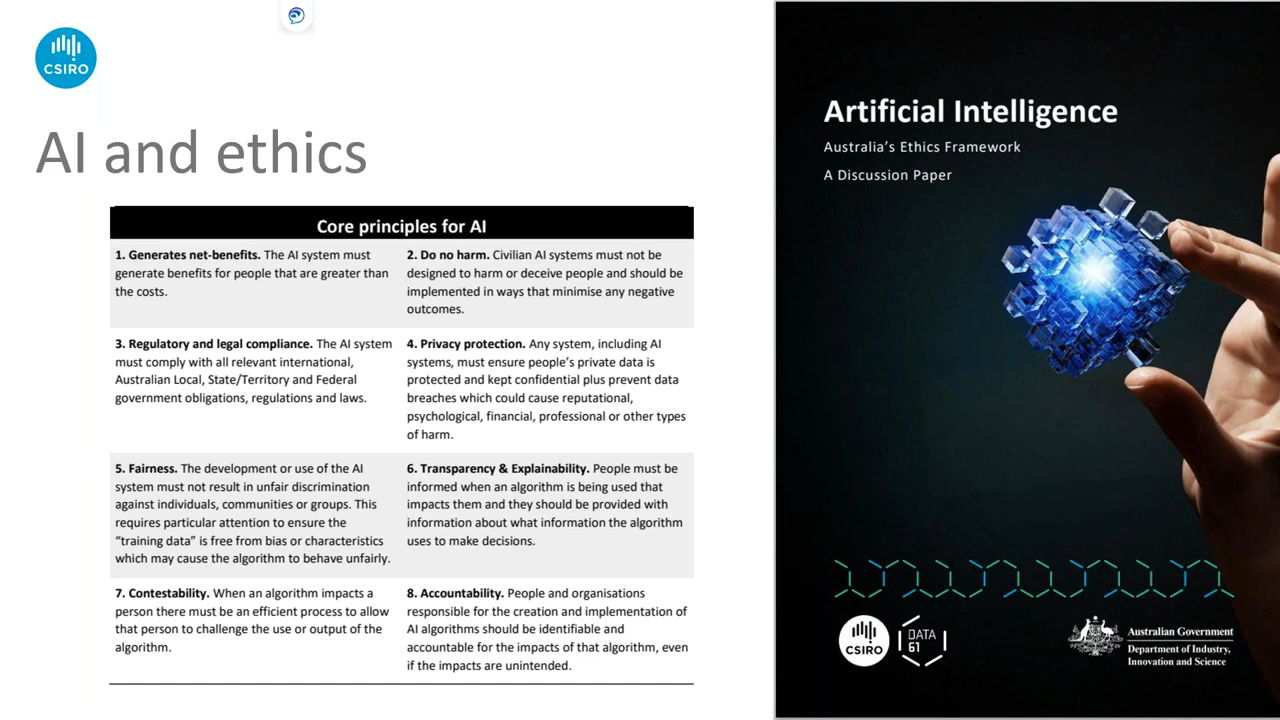 CSIRO
AI and ethics
Core principles for AI
1. Generates net-benefits. The AI system must
generate benefits for people that are greater than
the costs.
2. Do no harm. Civilian AI systems must not be
designed to harm or deceive people and should be
implemented in ways that minimise any negative
outcomes.
3. Regulatory and legal compliance. The AI system
must comply with all relevant international,
Australian Local, State/Territory and Federal
government obligations, regulations and laws.
4. Privacy protection. Any system, including AI
systems, must ensure people’s private data is
protected and kept confidential plus prevent data
breaches which could cause reputational,
psychological, financial, professional or other types
of harm.
5. Fairness. The development or use of the AI
system must not result in unfair discrimination
against individuals, communities or groups. This
requires particular attention to ensure the
“training data” is free from bias or characteristics
which may cause the algorithm to behave unfairly.
6. Transparency & Explainability. People must be
informed when an algorithm is being used that
impacts them and they should be provided with
information about what information the algorithm
uses to make decisions.
7. Contestability. When an algorithm impacts a
person there must be an efficient process to allow
that person to challenge the use or output of the
algorithm.
8. Accountability. People and organisations
responsible for the creation and implementation of
AI algorithms should be identifiable and
accountable for the impacts of that algorithm, even
if the impacts are unintended.
Artificial Intelligence
Australia’s Ethics Framework
A Discussion Paper
CSIRO
DATA
61
Australian Government
Department of Industry,
Innovation and Science